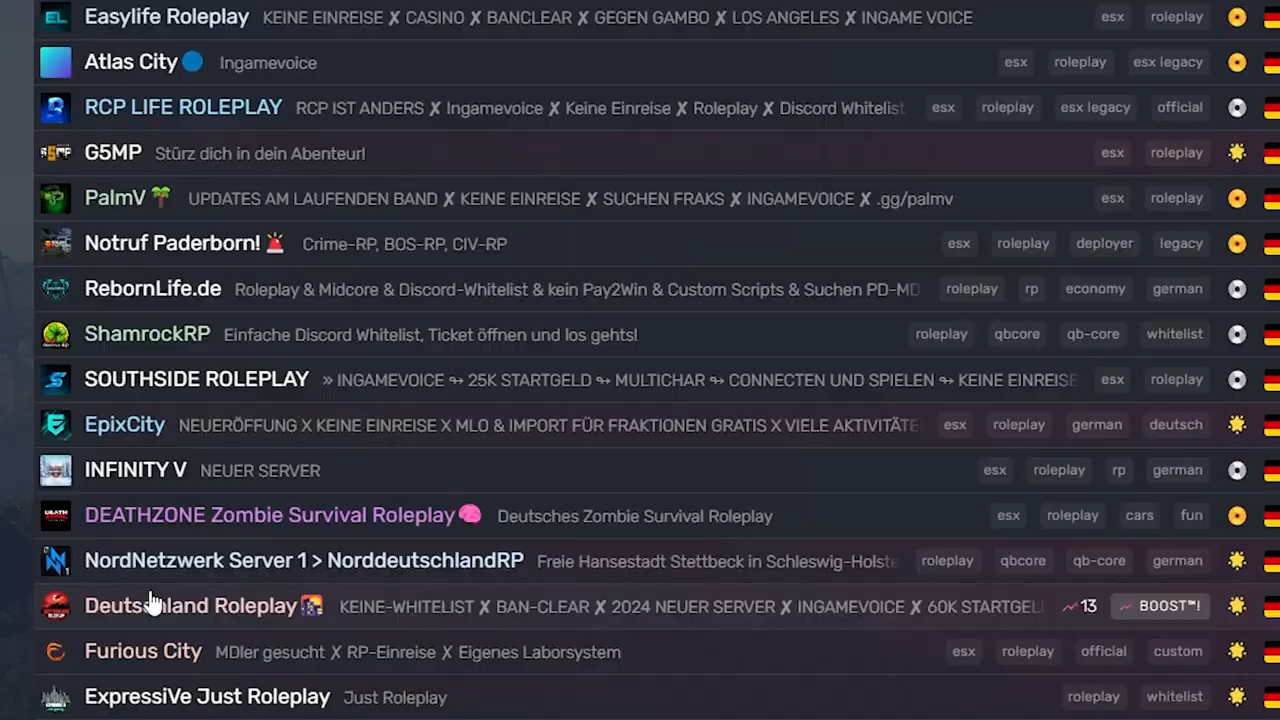 Easylife Roleplay KEINE EINREISE ✗ CASINO ✗ BANCLEAR ✗ GEGEN GAMBO ✗ LOS ANGELES ✗ INGAME VOICE esx roleplay
Atlas City Ingamevoice esx roleplay esx legacy
RCP LIFE ROLEPLAY RCP IST ANDERS ✗ Ingamevoice ✗ Keine Einreise ✗ Roleplay ✗ Discord Whitelist esx roleplay esx legacy official
G5MP Stürz dich in dein Abenteur! esx roleplay
PalmV 🌴 UPDATES AM LAUFENDEN BAND ✗ KEINE EINREISE ✗ SUCHEN FRAKS ✗ INGAMEVOICE ✗ .gg/palmv esx roleplay
Notruf Paderborn! 🚨 Crime-RP, BOS-RP, CIV-RP esx roleplay deployer legacy
RebornLife.de Roleplay & Midcore & Discord-Whitelist & kein Pay2Win & Custom Scripts & Suchen PD-MD roleplay rp economy german
ShamrockRP Einfache Discord Whitelist, Ticket öffnen und los gehts! roleplay qbcore qb-core whitelist
SOUTHSIDE ROLEPLAY » INGAMEVOICE ↬ 25K STARTGELD ↬ MULTICHAR ↬ CONNECTEN UND SPIELEN ↬ KEINE EINREISE esx roleplay
EpixCity NEUERÖFFUNG X KEINE EINREISE X MLO & IMPORT FÜR FRAKTIONEN GRATIS X VIELE AKTIVITÄTE esx roleplay german deutsch
INFINITY V NEUER SERVER esx roleplay rp german
DEATHZONE Zombie Survival Roleplay 🧠 Deutsches Zombie Survival Roleplay esx roleplay cars fun
NordNetzwerk Server 1 > NorddeutschlandRP Freie Hansestadt Stettbeck in Schleswig-Holste roleplay qbcore qb-core german
Deutschland Roleplay KEINE-WHITELIST ✗ BAN-CLEAR ✗ 2024 NEUER SERVER ✗ INGAMEVOICE ✗ 60K STARTGEL 13 BOOST™!
Furious City MDler gesucht ✗ RP-Einreise ✗ Eigenes Laborsystem esx roleplay official custom
ExpressiVe Just Roleplay Just Roleplay roleplay whitelist